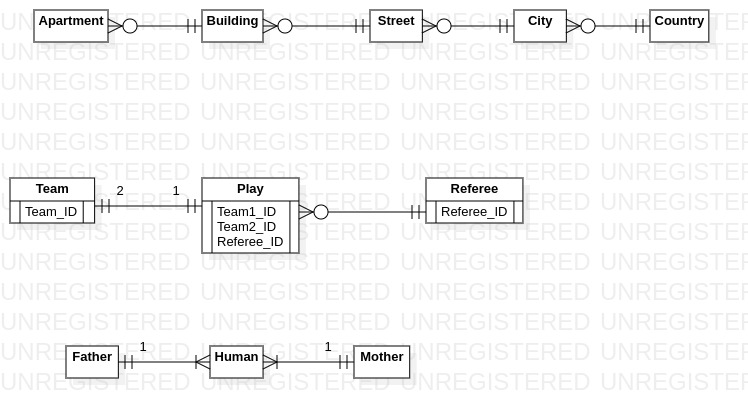 Apartment Building Street City Country
Team 2 1 Play Referee
Team_ID Team1_ID Referee_ID
Team2_ID
Referee_ID
1 1
Father Human Mother
UNREGISTERED UNREGISTERED UNREGISTERED UNREGISTERED